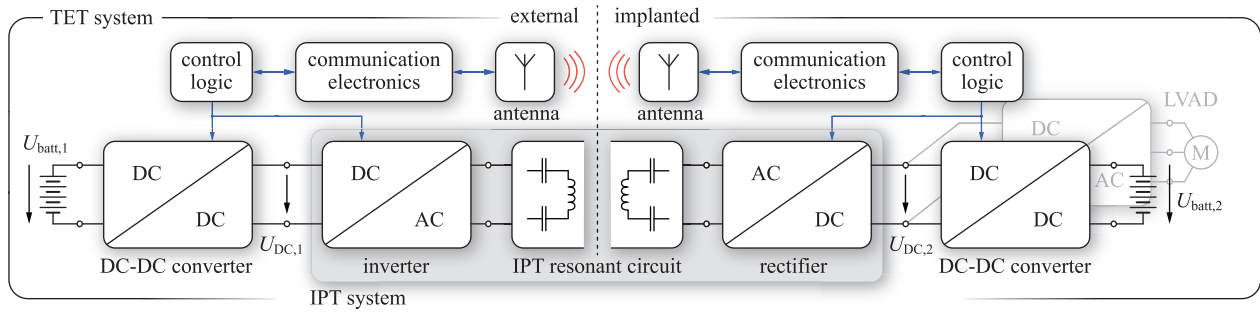 TET system
external
implanted
control
logic
communication
electronics
antenna
antenna
communication
electronics
control
logic
LVAD
DC
AC
M
U_batt,1
DC
DC
U_DC,1
DC
AC
AC
DC
U_DC,2
DC
DC
U_batt,2
DC-DC converter
inverter
IPT resonant circuit
rectifier
DC-DC converter
IPT system